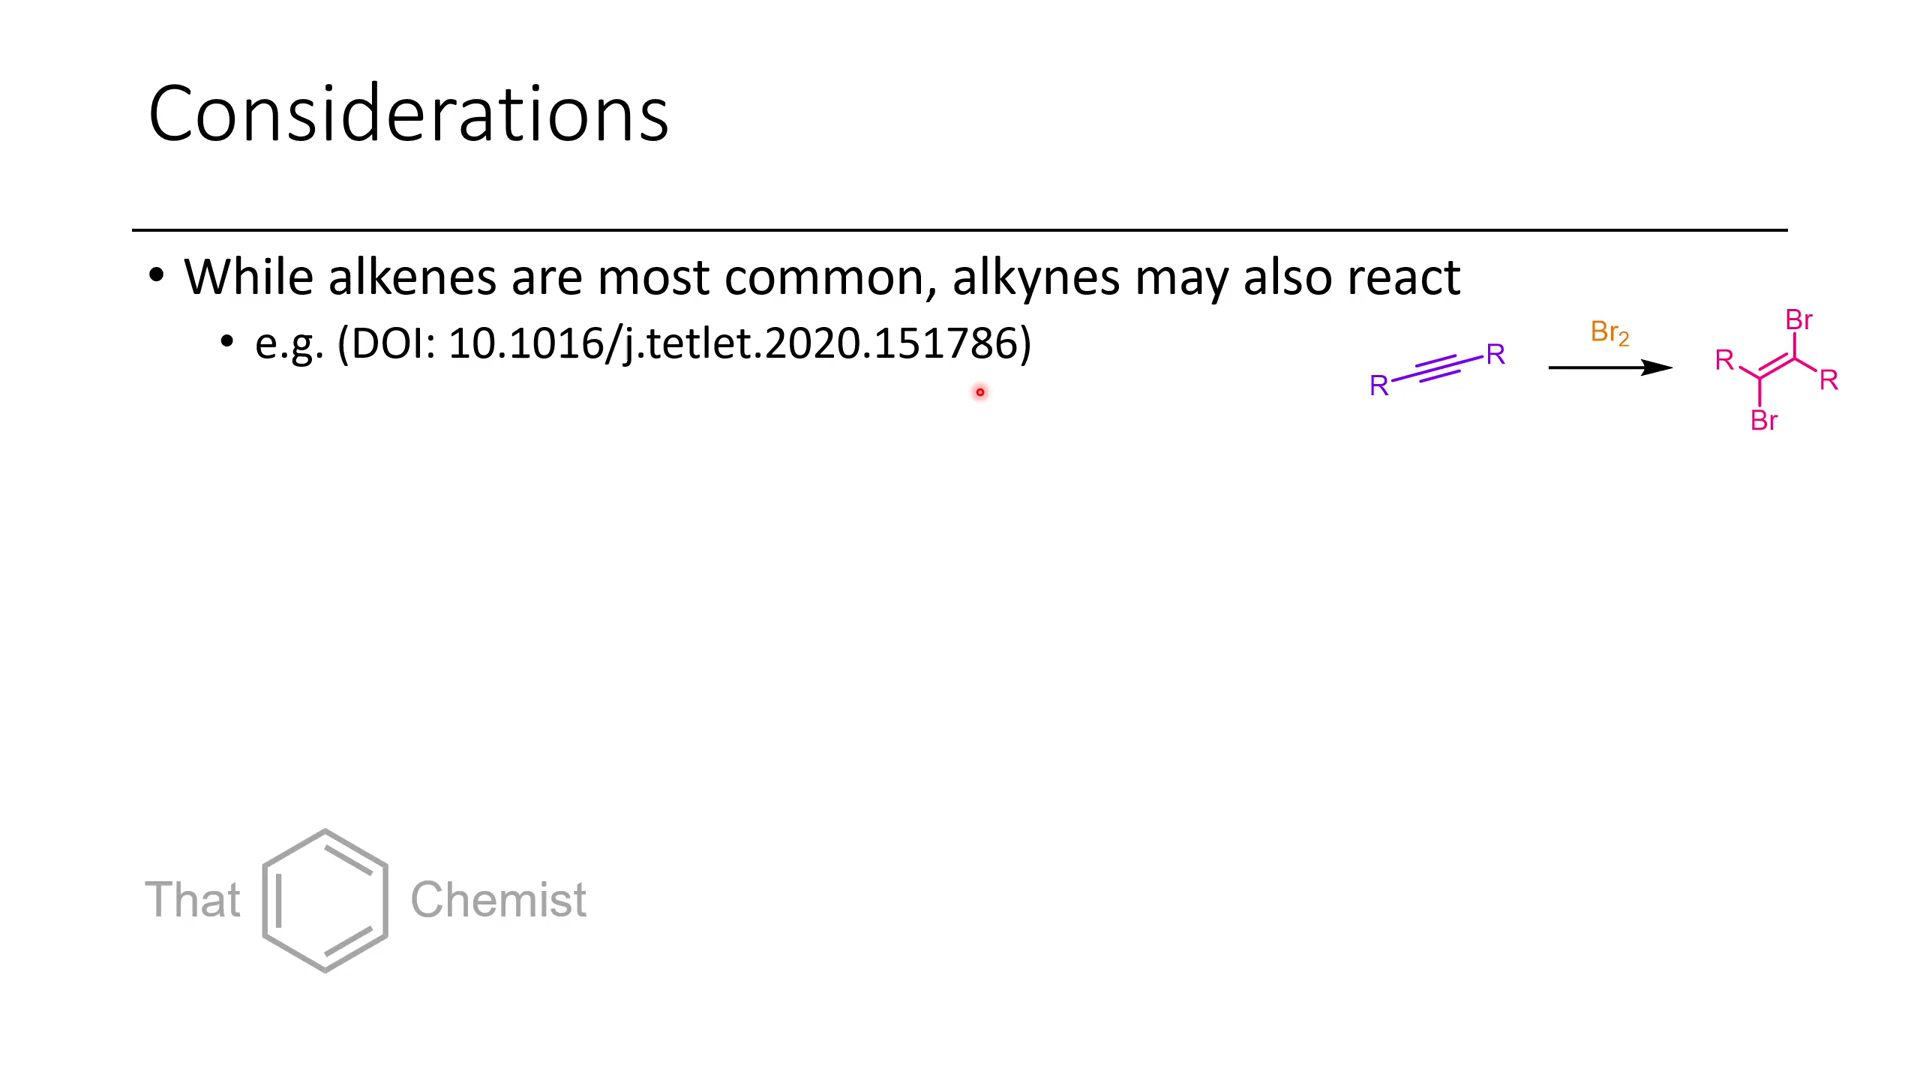 Considerations
• While alkenes are most common, alkynes may also react
• e.g. (DOI: 10.1016/j.tetlet.2020.151786)
R
R
Br₂
Br
R
R
Br
That Chemist